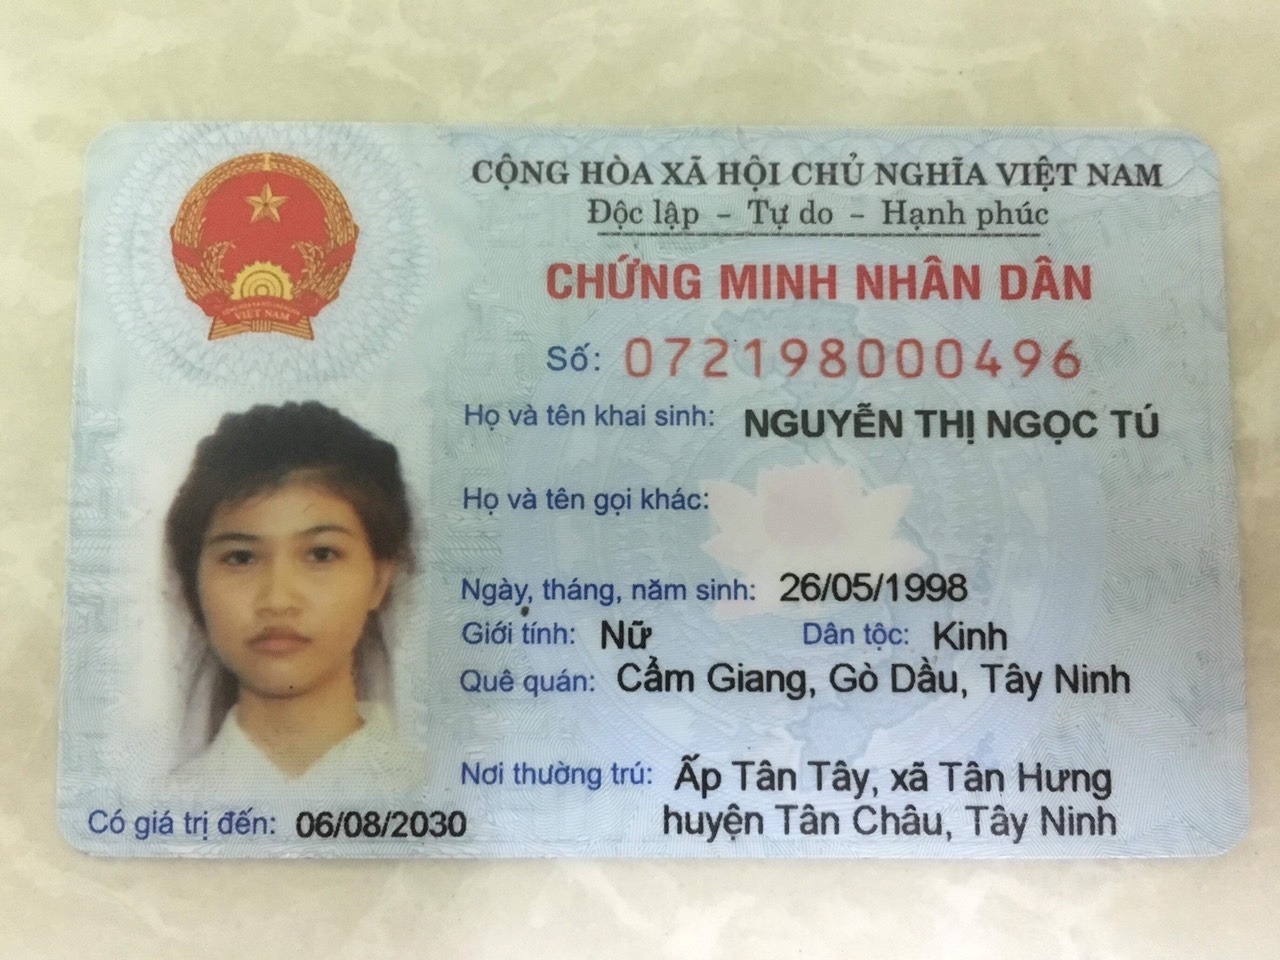 CỘNG HÒA XÃ HỘI CHỦ NGHĨA VIỆT NAM
Độc lập - Tự do - Hạnh phúc
CHỨNG MINH NHÂN DÂN
Số: 072198000496
Họ và tên khai sinh: NGUYỄN THỊ NGỌC TÚ
Họ và tên gọi khác:
Ngày, tháng, năm sinh: 26/05/1998
Giới tính: Nữ Dân tộc: Kinh
Quê quán: Cẩm Giang, Gò Dầu, Tây Ninh
Nơi thường trú: Ấp Tân Tây, xã Tân Hưng
huyện Tân Châu, Tây Ninh
Có giá trị đến: 06/08/2030
VIỆT NAM